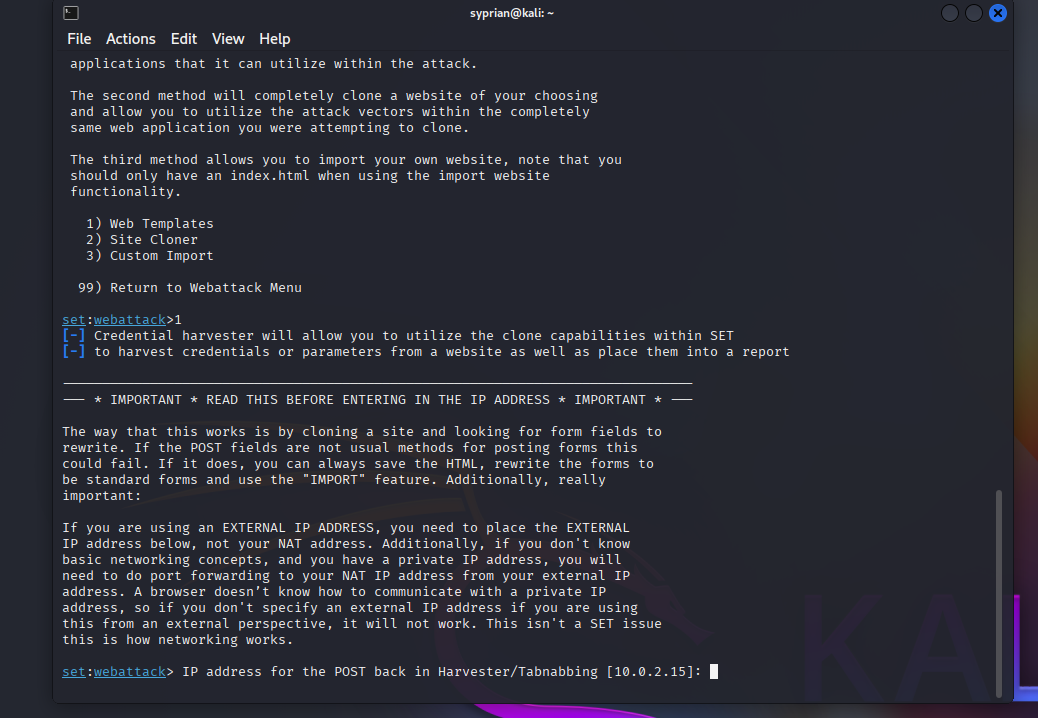 syprian@kali: ~
File Actions Edit View Help
applications that it can utilize within the attack.
The second method will completely clone a website of your choosing
and allow you to utilize the attack vectors within the completely
same web application you were attempting to clone.
The third method allows you to import your own website, note that you
should only have an index.html when using the import website
functionality.
1) Web Templates
2) Site Cloner
3) Custom Import
99) Return to Webattack Menu
set:webattack>1
[-] Credential harvester will allow you to utilize the clone capabilities within SET
[-] to harvest credentials or parameters from a website as well as place them into a report
--- * IMPORTANT * READ THIS BEFORE ENTERING IN THE IP ADDRESS * IMPORTANT * ---
The way that this works is by cloning a site and looking for form fields to
rewrite. If the POST fields are not usual methods for posting forms this
could fail. If it does, you can always save the HTML, rewrite the forms to
be standard forms and use the "IMPORT" feature. Additionally, really
important:
If you are using an EXTERNAL IP ADDRESS, you need to place the EXTERNAL
IP address below, not your NAT address. Additionally, if you don't know
basic networking concepts, and you have a private IP address, you will
need to do port forwarding to your NAT IP address from your external IP
address. A browser doesn’t know how to communicate with a private IP
address, so if you don't specify an external IP address if you are using
this from an external perspective, it will not work. This isn't a SET issue
this is how networking works.
set:webattack> IP address for the POST back in Harvester/Tabnabbing [10.0.2.15]:
KAL